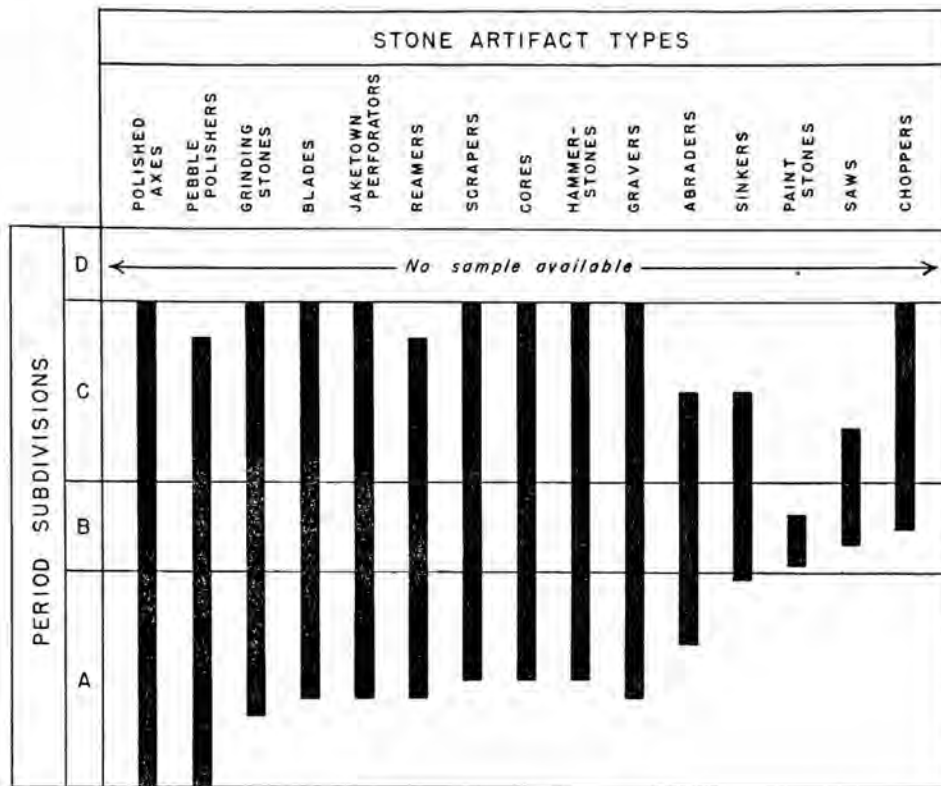 STONE ARTIFACT TYPES
POLISHED
AXES
PEBBLE
POLISHERS
GRINDING
STONES
BLADES
JAKETOWN
PERFORATORS
REAMERS
SCRAPERS
CORES
HAMMER-
STONES
GRAVERS
ABRADERS
SINKERS
PAINT
STONES
SAWS
CHOPPERS
PERIOD SUBDIVISIONS
D
No sample available
C
B
A